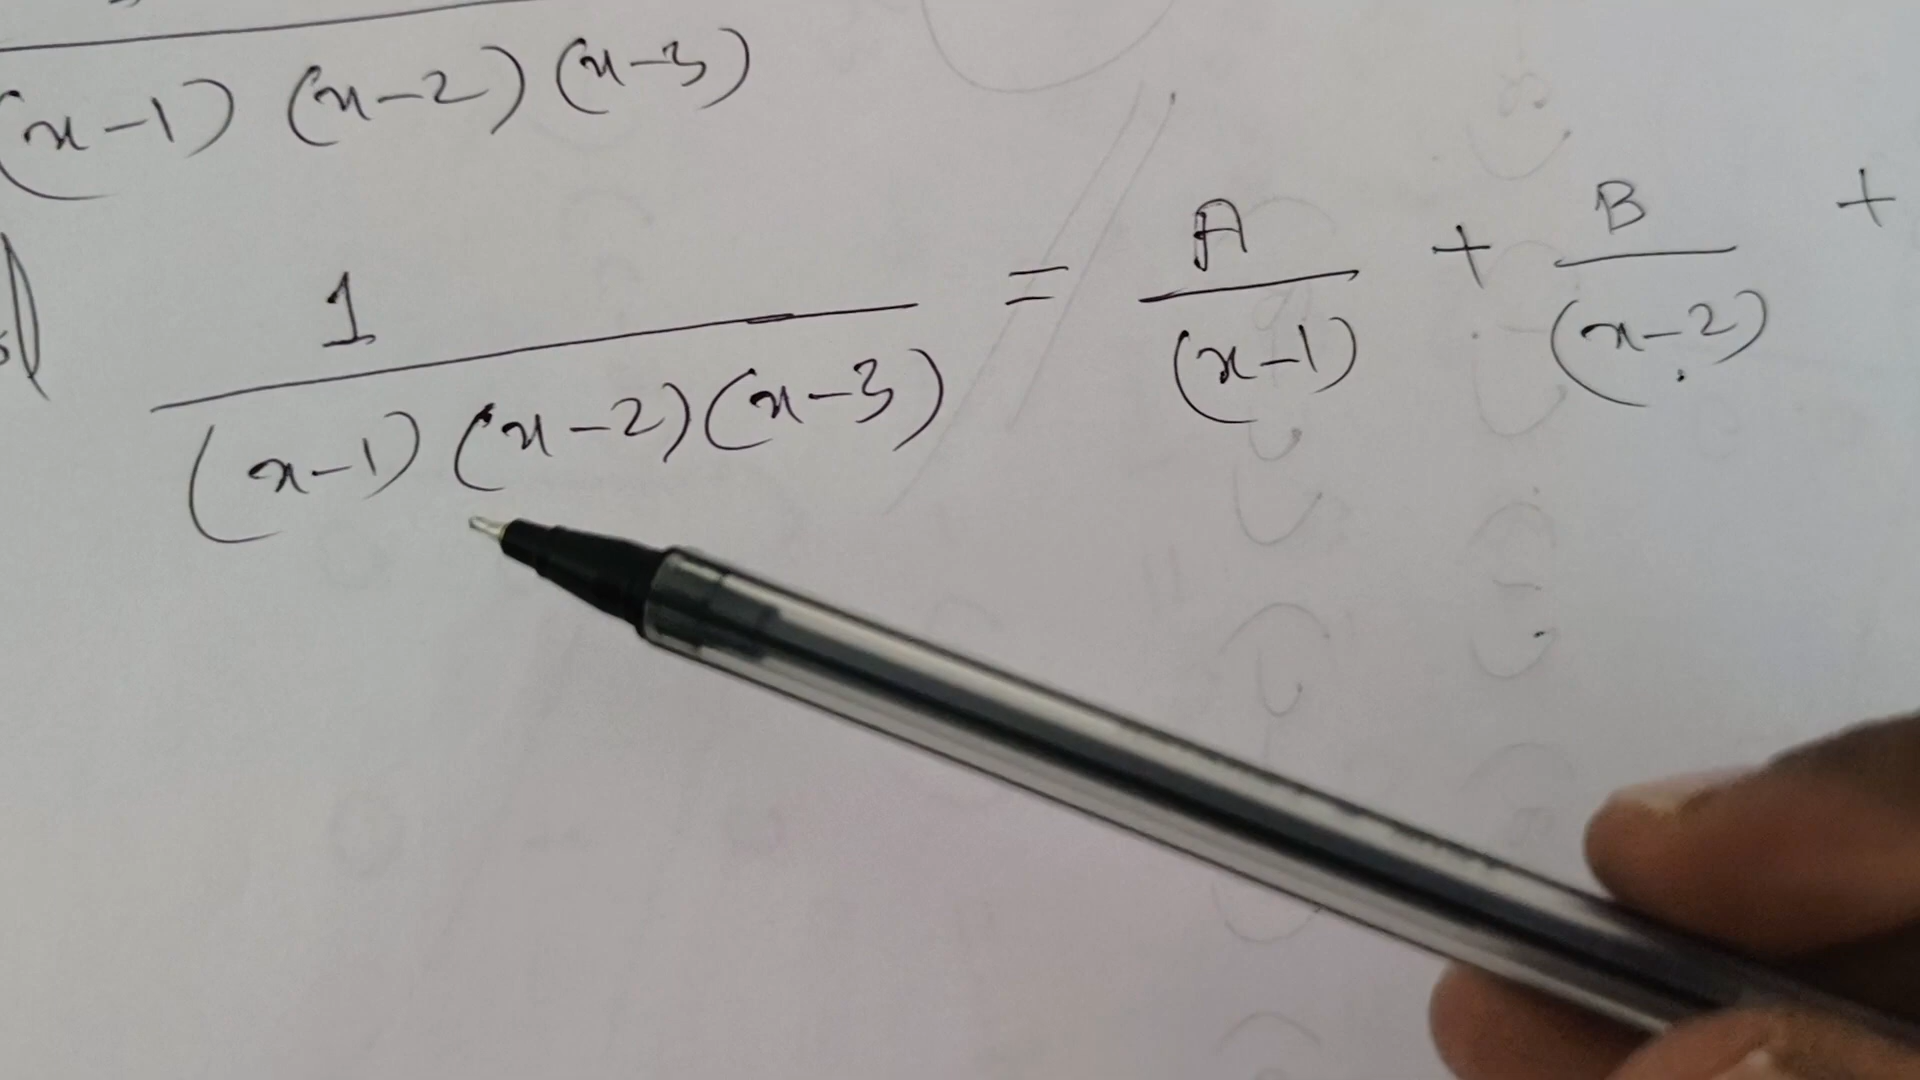 (x-1) (x-2) (x-3)
1/((x-1) (x-2) (x-3)) = A/(x-1) + B/(x-2) +